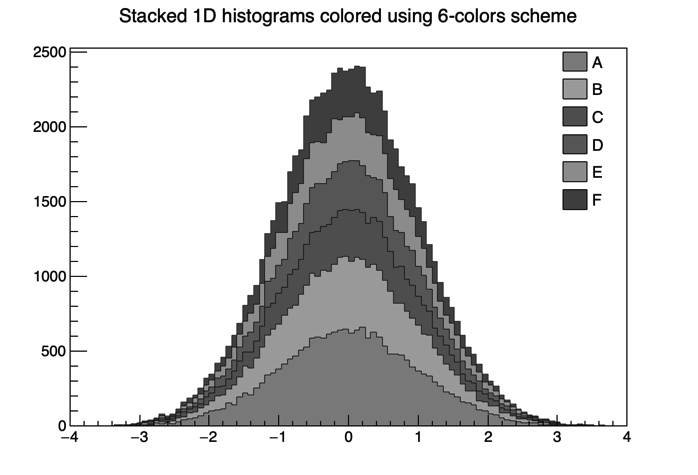 Stacked 1D histograms colored using 6-colors scheme
2500
2000
1500
1000
500
0
−4 −3 −2 −1 0 1 2 3 4
A
B
C
D
E
F